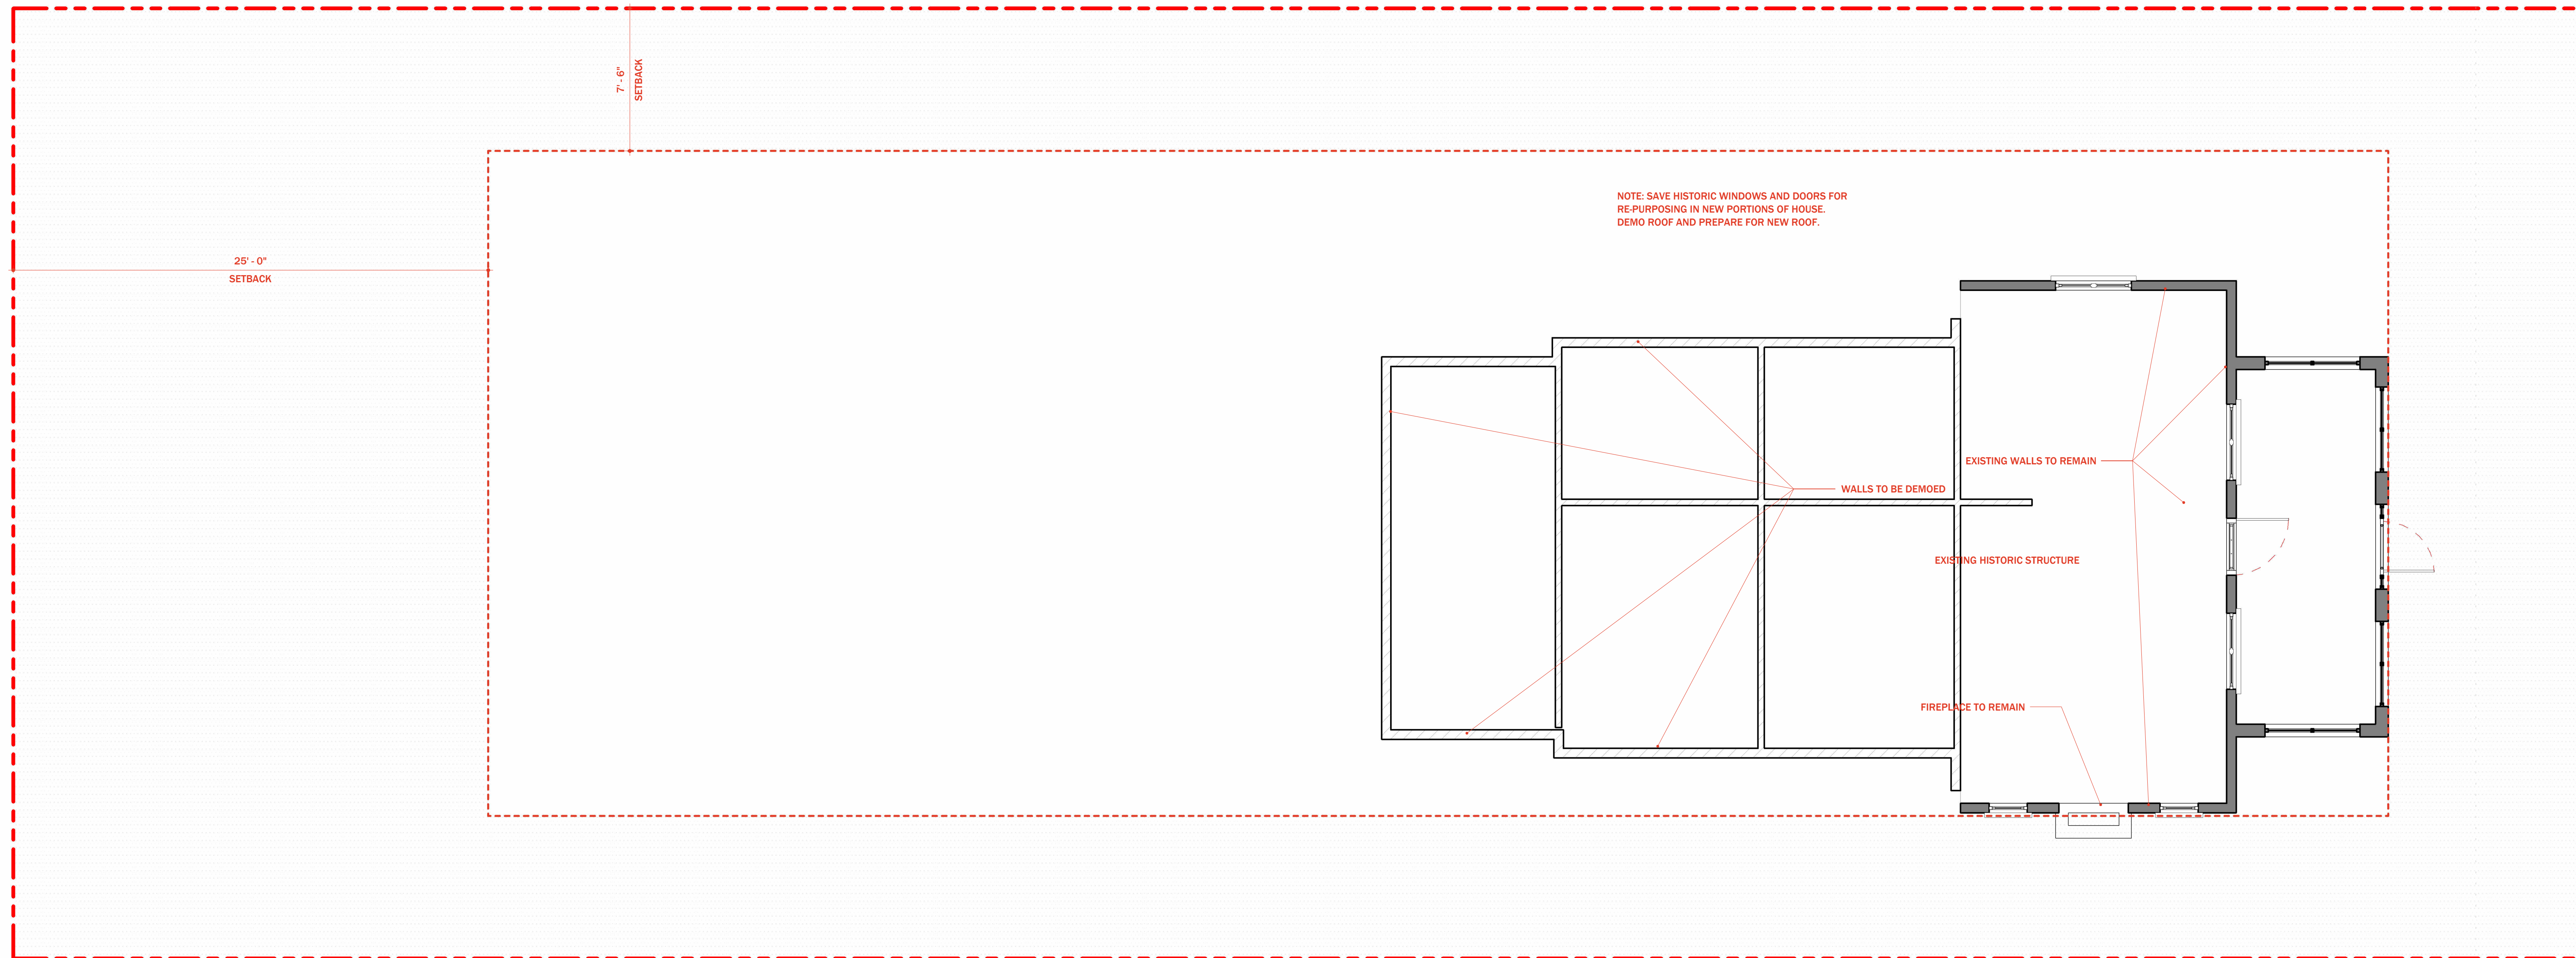 7' - 6"
SETBACK
NOTE: SAVE HISTORIC WINDOWS AND DOORS FOR
RE-PURPOSING IN NEW PORTIONS OF HOUSE.
DEMO ROOF AND PREPARE FOR NEW ROOF.
25' - 0"
SETBACK
EXISTING WALLS TO REMAIN
WALLS TO BE DEMOED
EXISTING HISTORIC STRUCTURE
FIREPLACE TO REMAIN